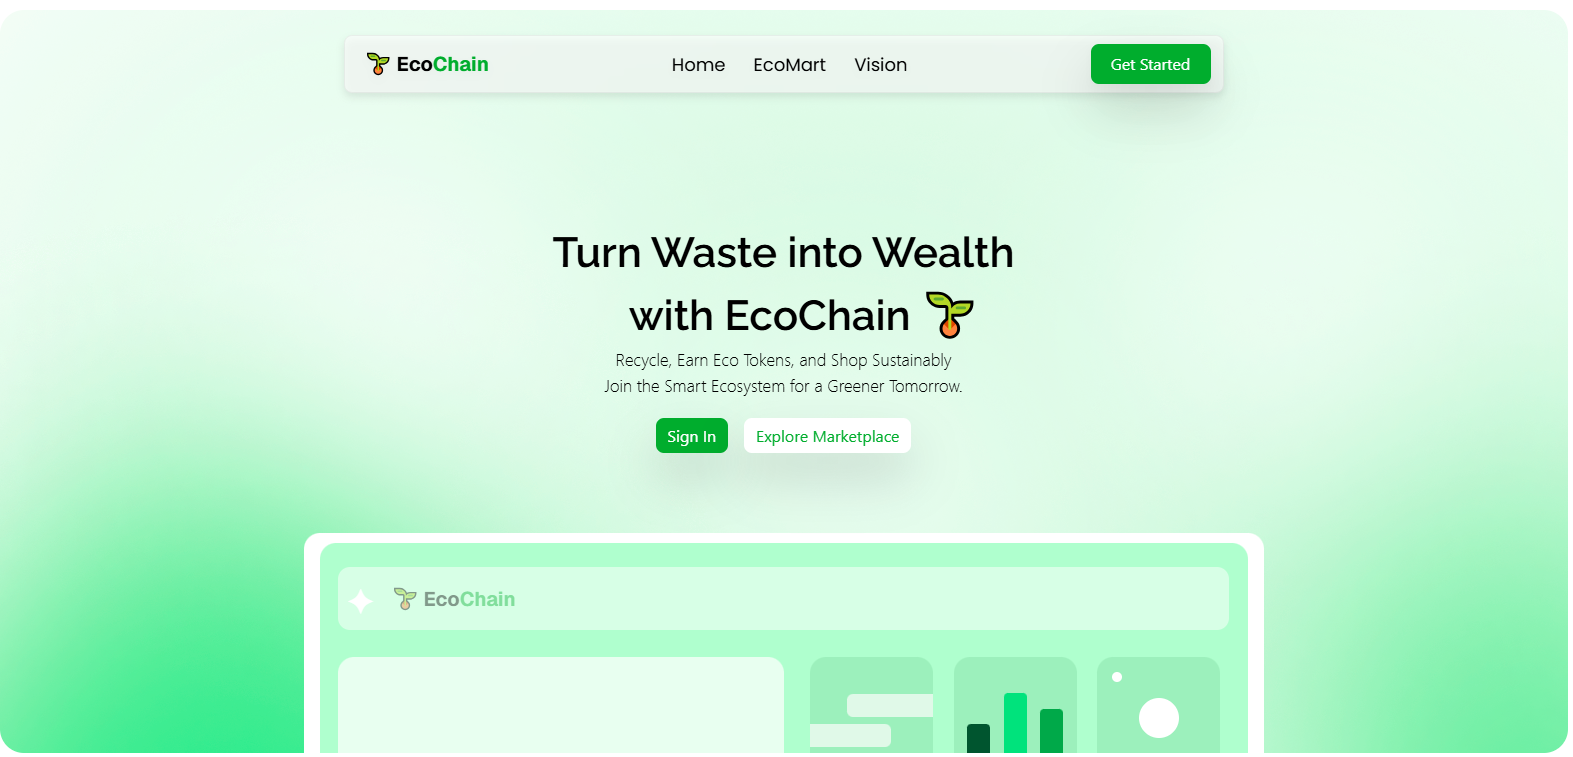 EcoChain
Home EcoMart Vision
Get Started
Turn Waste into Wealth
with EcoChain
Recycle, Earn Eco Tokens, and Shop Sustainably
Join the Smart Ecosystem for a Greener Tomorrow.
Sign In
Explore Marketplace
EcoChain